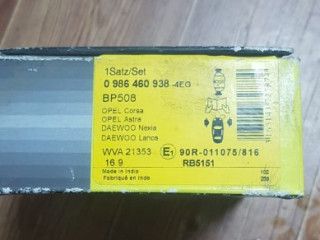 1Satz/Set
0 986 460 938 -4EG
BP508
OPEL Corsa
OPEL Astra
DAEWOO Nexia
DAEWOO Lanos
WVA 21353 E1 90R-011075/816
16.9 RB5151
Made in India
Fabriqué en Inde